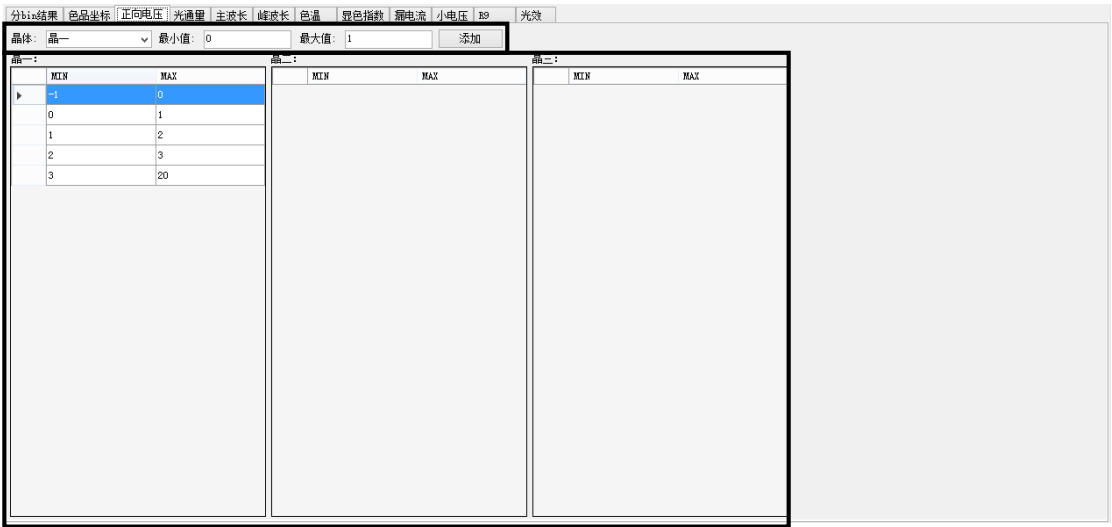 分bin结果 色品坐标 正向电压 光通量 主波长 峰波长 色温 显色指数 漏电流 小电压 R9 光效
晶体: 晶一 最小值: 0 最大值: 1 添加
晶一: 晶二: 晶三:
MIN MAX MIN MAX MIN MAX
-1 0
0 1
1 2
2 3
3 20